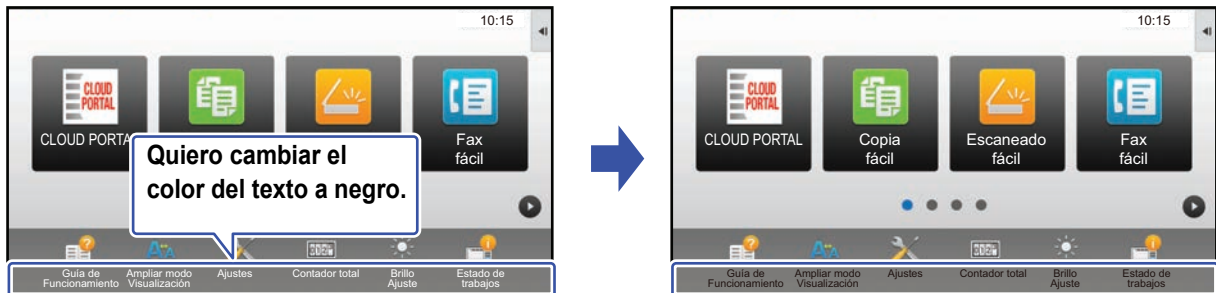 10:15
CLOUD
PORTAL
CLOUD PORTA
Fax
fácil
Quiero cambiar el
color del texto a negro.
Guía de
Funcionamiento
Ampliar modo
Visualización
Ajustes
Contador total
Brillo
Ajuste
Estado de
trabajos
10:15
CLOUD
PORTAL
CLOUD PORTAL
Copia
fácil
Escaneado
fácil
Fax
fácil
Guía de
Funcionamiento
Ampliar modo
Visualización
Ajustes
Contador total
Brillo
Ajuste
Estado de
trabajos